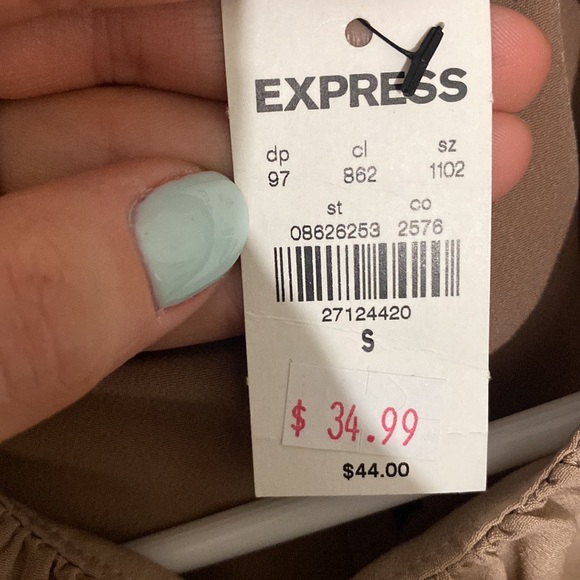 EXPRESS
dp cl sz
97 862 1102
st co
08626253 2576
27124420
S
$ 34.99
$44.00